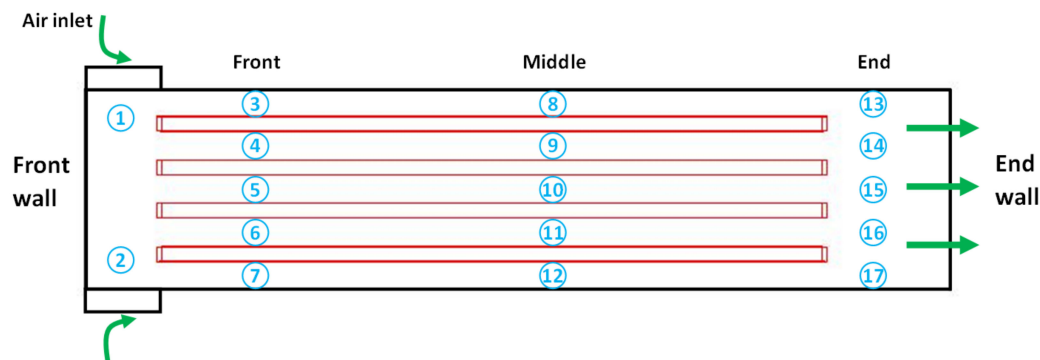 Air inlet
Front Middle End
3 8 13
1
4 9 14
Front
wall
5 10 15
End
wall
6 11 16
2
7 12 17